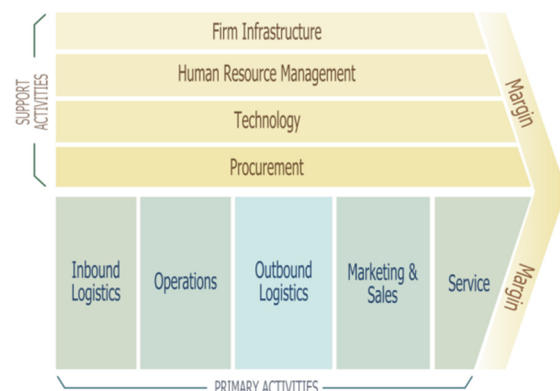 SUPPORT
ACTIVITIES
Firm Infrastructure
Human Resource Management
Technology
Procurement
Margin
Inbound
Logistics
Operations
Outbound
Logistics
Marketing &
Sales
Service
Margin
PRIMARY ACTIVITIES